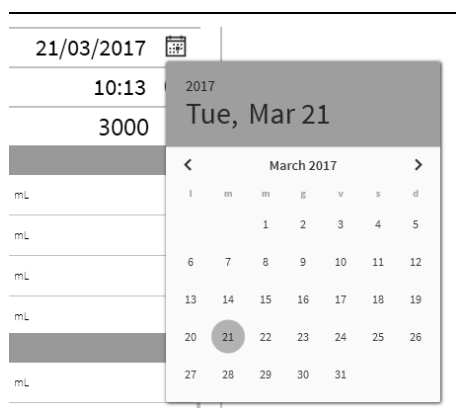 21/03/2017
10:13
3000
mL
mL
mL
mL
mL
2017
Tue, Mar 21
March 2017
l m m g v s d
1 2 3 4 5
6 7 8 9 10 11 12
13 14 15 16 17 18 19
20 21 22 23 24 25 26
27 28 29 30 31